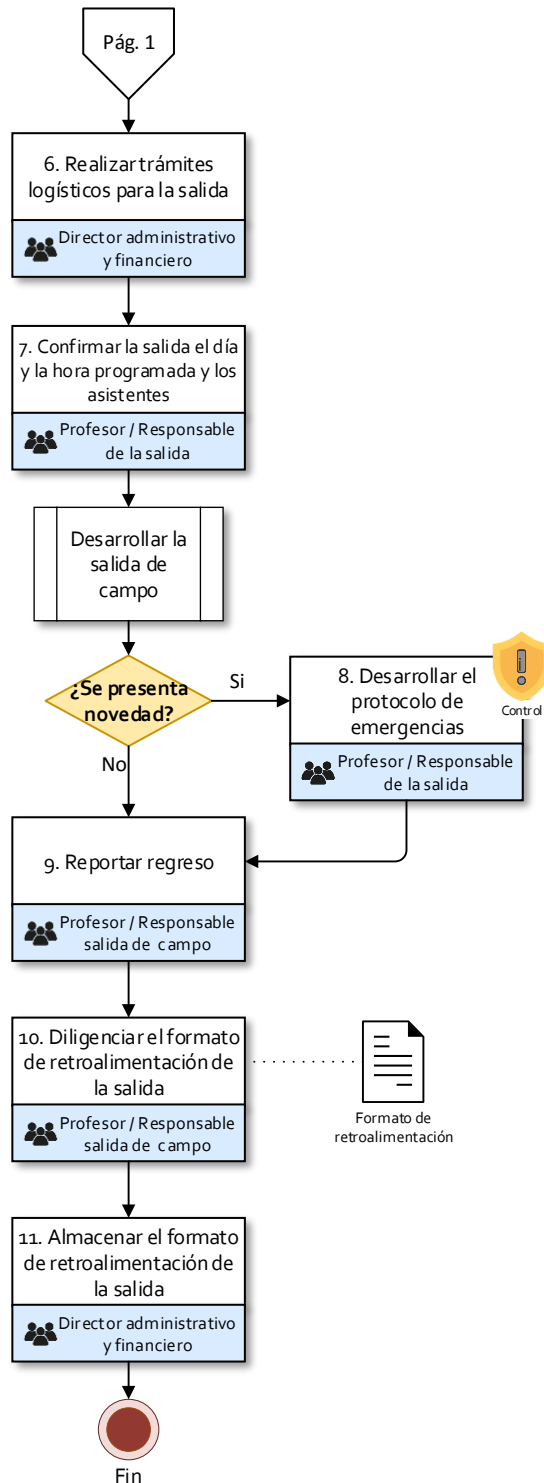 Pág. 1
6. Realizar trámites
logísticos para la salida
Director administrativo
y financiero
7. Confirmar la salida el día
y la hora programada y los
asistentes
Profesor / Responsable
de la salida
Desarrollar la
salida de
campo
¿Se presenta
novedad?
Si
No
8. Desarrollar el
protocolo de
emergencias
Control
Profesor / Responsable
de la salida
9. Reportar regreso
Profesor / Responsable
salida de campo
10. Diligenciar el formato
de retroalimentación de
la salida
Profesor / Responsable
salida de campo
Formato de
retroalimentación
11. Almacenar el formato
de retroalimentación de
la salida
Director administrativo
y financiero
Fin